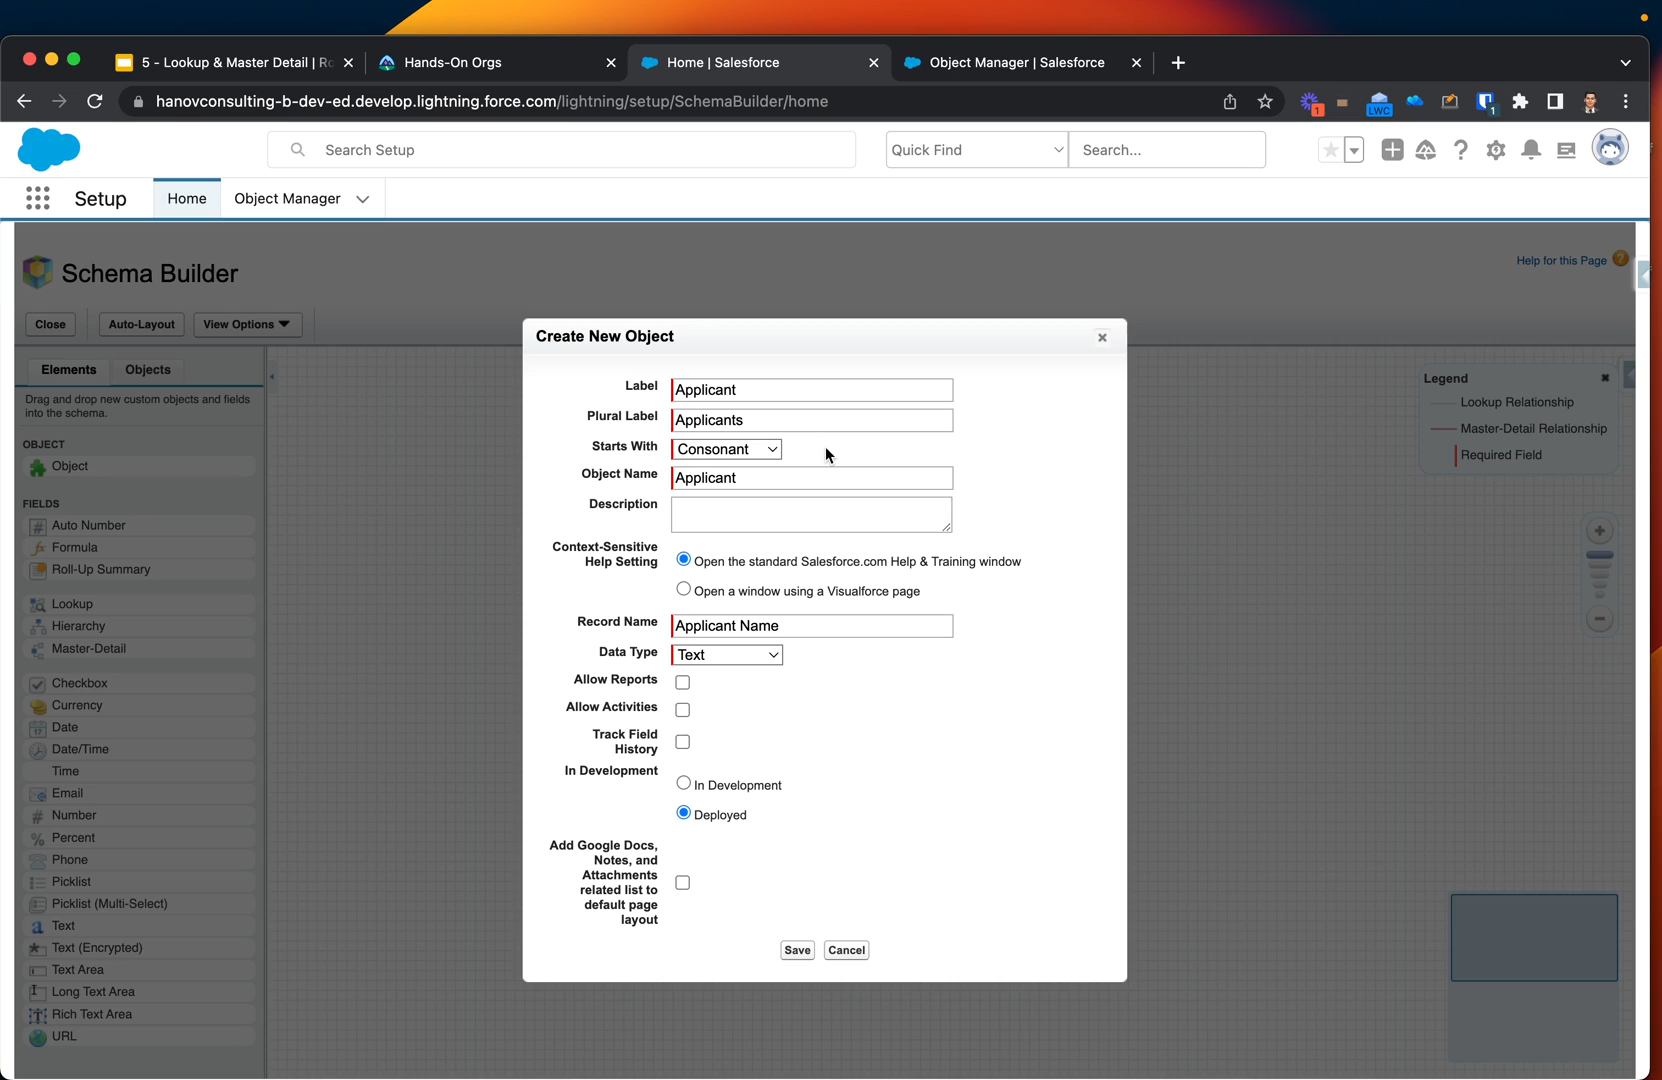 5 - Lookup & Master Detail | Ro
Hands-On Orgs
Home | Salesforce
Object Manager | Salesforce
hanovconsulting-b-dev-ed.develop.lightning.force.com/lightning/setup/SchemaBuilder/home
1
LWC
1
Search Setup
Quick Find
Search...
Setup
Home
Object Manager
Schema Builder
Help for this Page
?
Close
Auto-Layout
View Options
Elements
Objects
Drag and drop new custom objects and fields
into the schema.
OBJECT
Object
FIELDS
Auto Number
Formula
Roll-Up Summary
Lookup
Hierarchy
Master-Detail
Checkbox
Currency
Date
Date/Time
Time
Email
Number
Percent
Phone
Picklist
Picklist (Multi-Select)
Text
Text (Encrypted)
Text Area
Long Text Area
Rich Text Area
URL
Create New Object
Label
Applicant
Plural Label
Applicants
Starts With
Consonant
Object Name
Applicant
Description
Context-Sensitive
Help Setting
Open the standard Salesforce.com Help & Training window
Open a window using a Visualforce page
Record Name
Applicant Name
Data Type
Text
Allow Reports
Allow Activities
Track Field
History
In Development
In Development
Deployed
Add Google Docs,
Notes, and
Attachments
related list to
default page
layout
Save
Cancel
Legend
Lookup Relationship
Master-Detail Relationship
Required Field